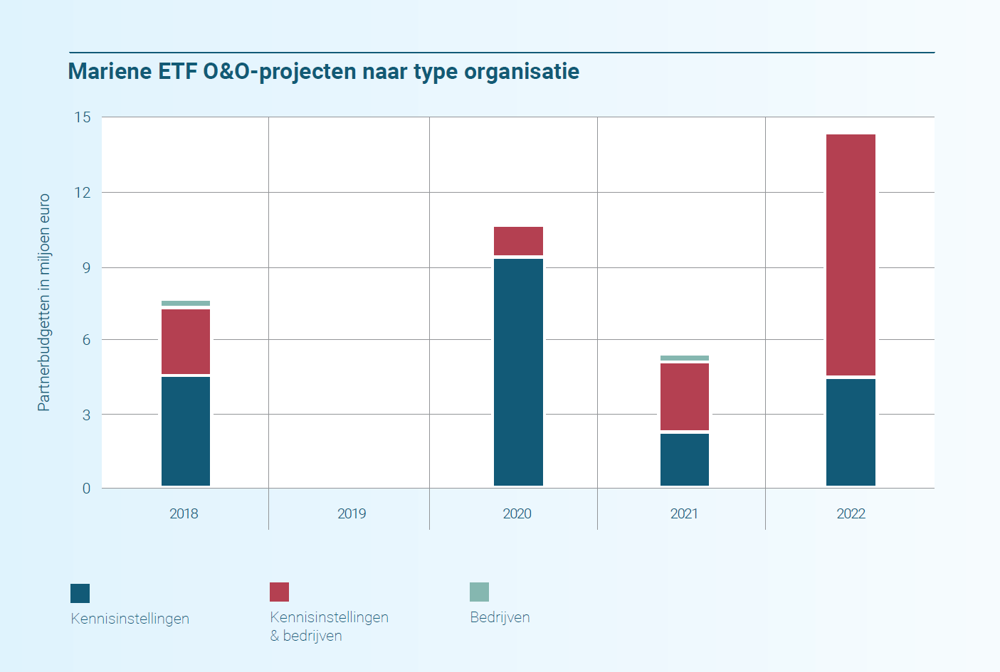 Mariene ETF O&O-projecten naar type organisatie
Partnerbudgetten in miljoen euro
15
12
9
6
3
0
2018
2019
2020
2021
2022
Kennisinstellingen
Kennisinstellingen
& bedrijven
Bedrijven